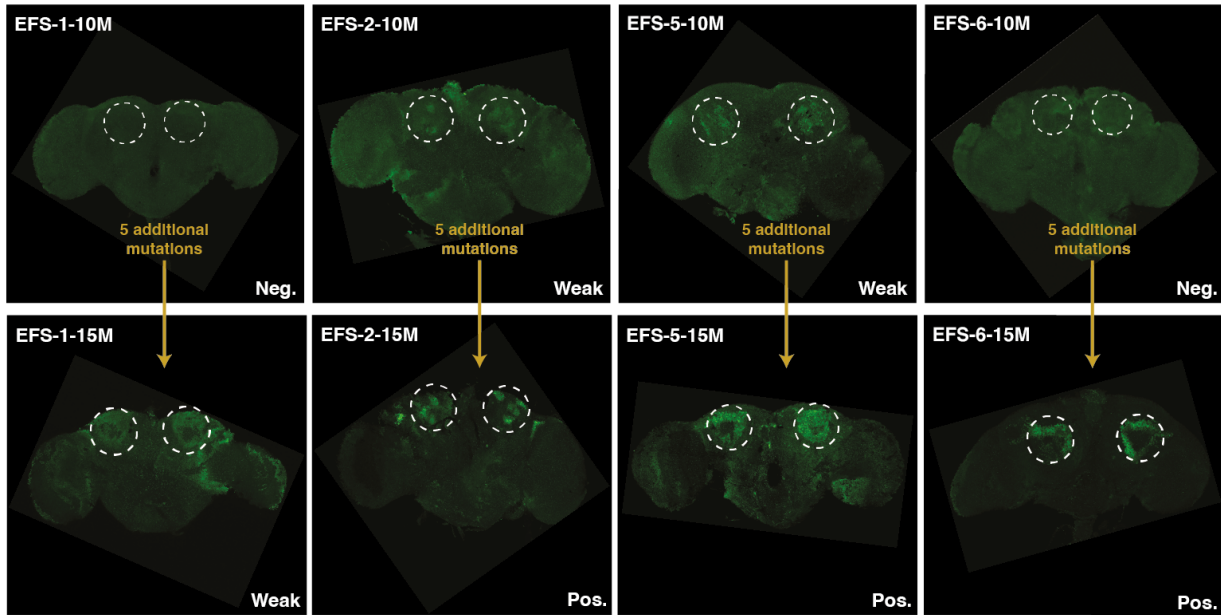 EFS-1-10M
EFS-2-10M
EFS-5-10M
EFS-6-10M
5 additional
mutations
5 additional
mutations
5 additional
mutations
5 additional
mutations
Neg.
Weak
Weak
Neg.
EFS-1-15M
EFS-2-15M
EFS-5-15M
EFS-6-15M
Weak
Pos.
Pos.
Pos.